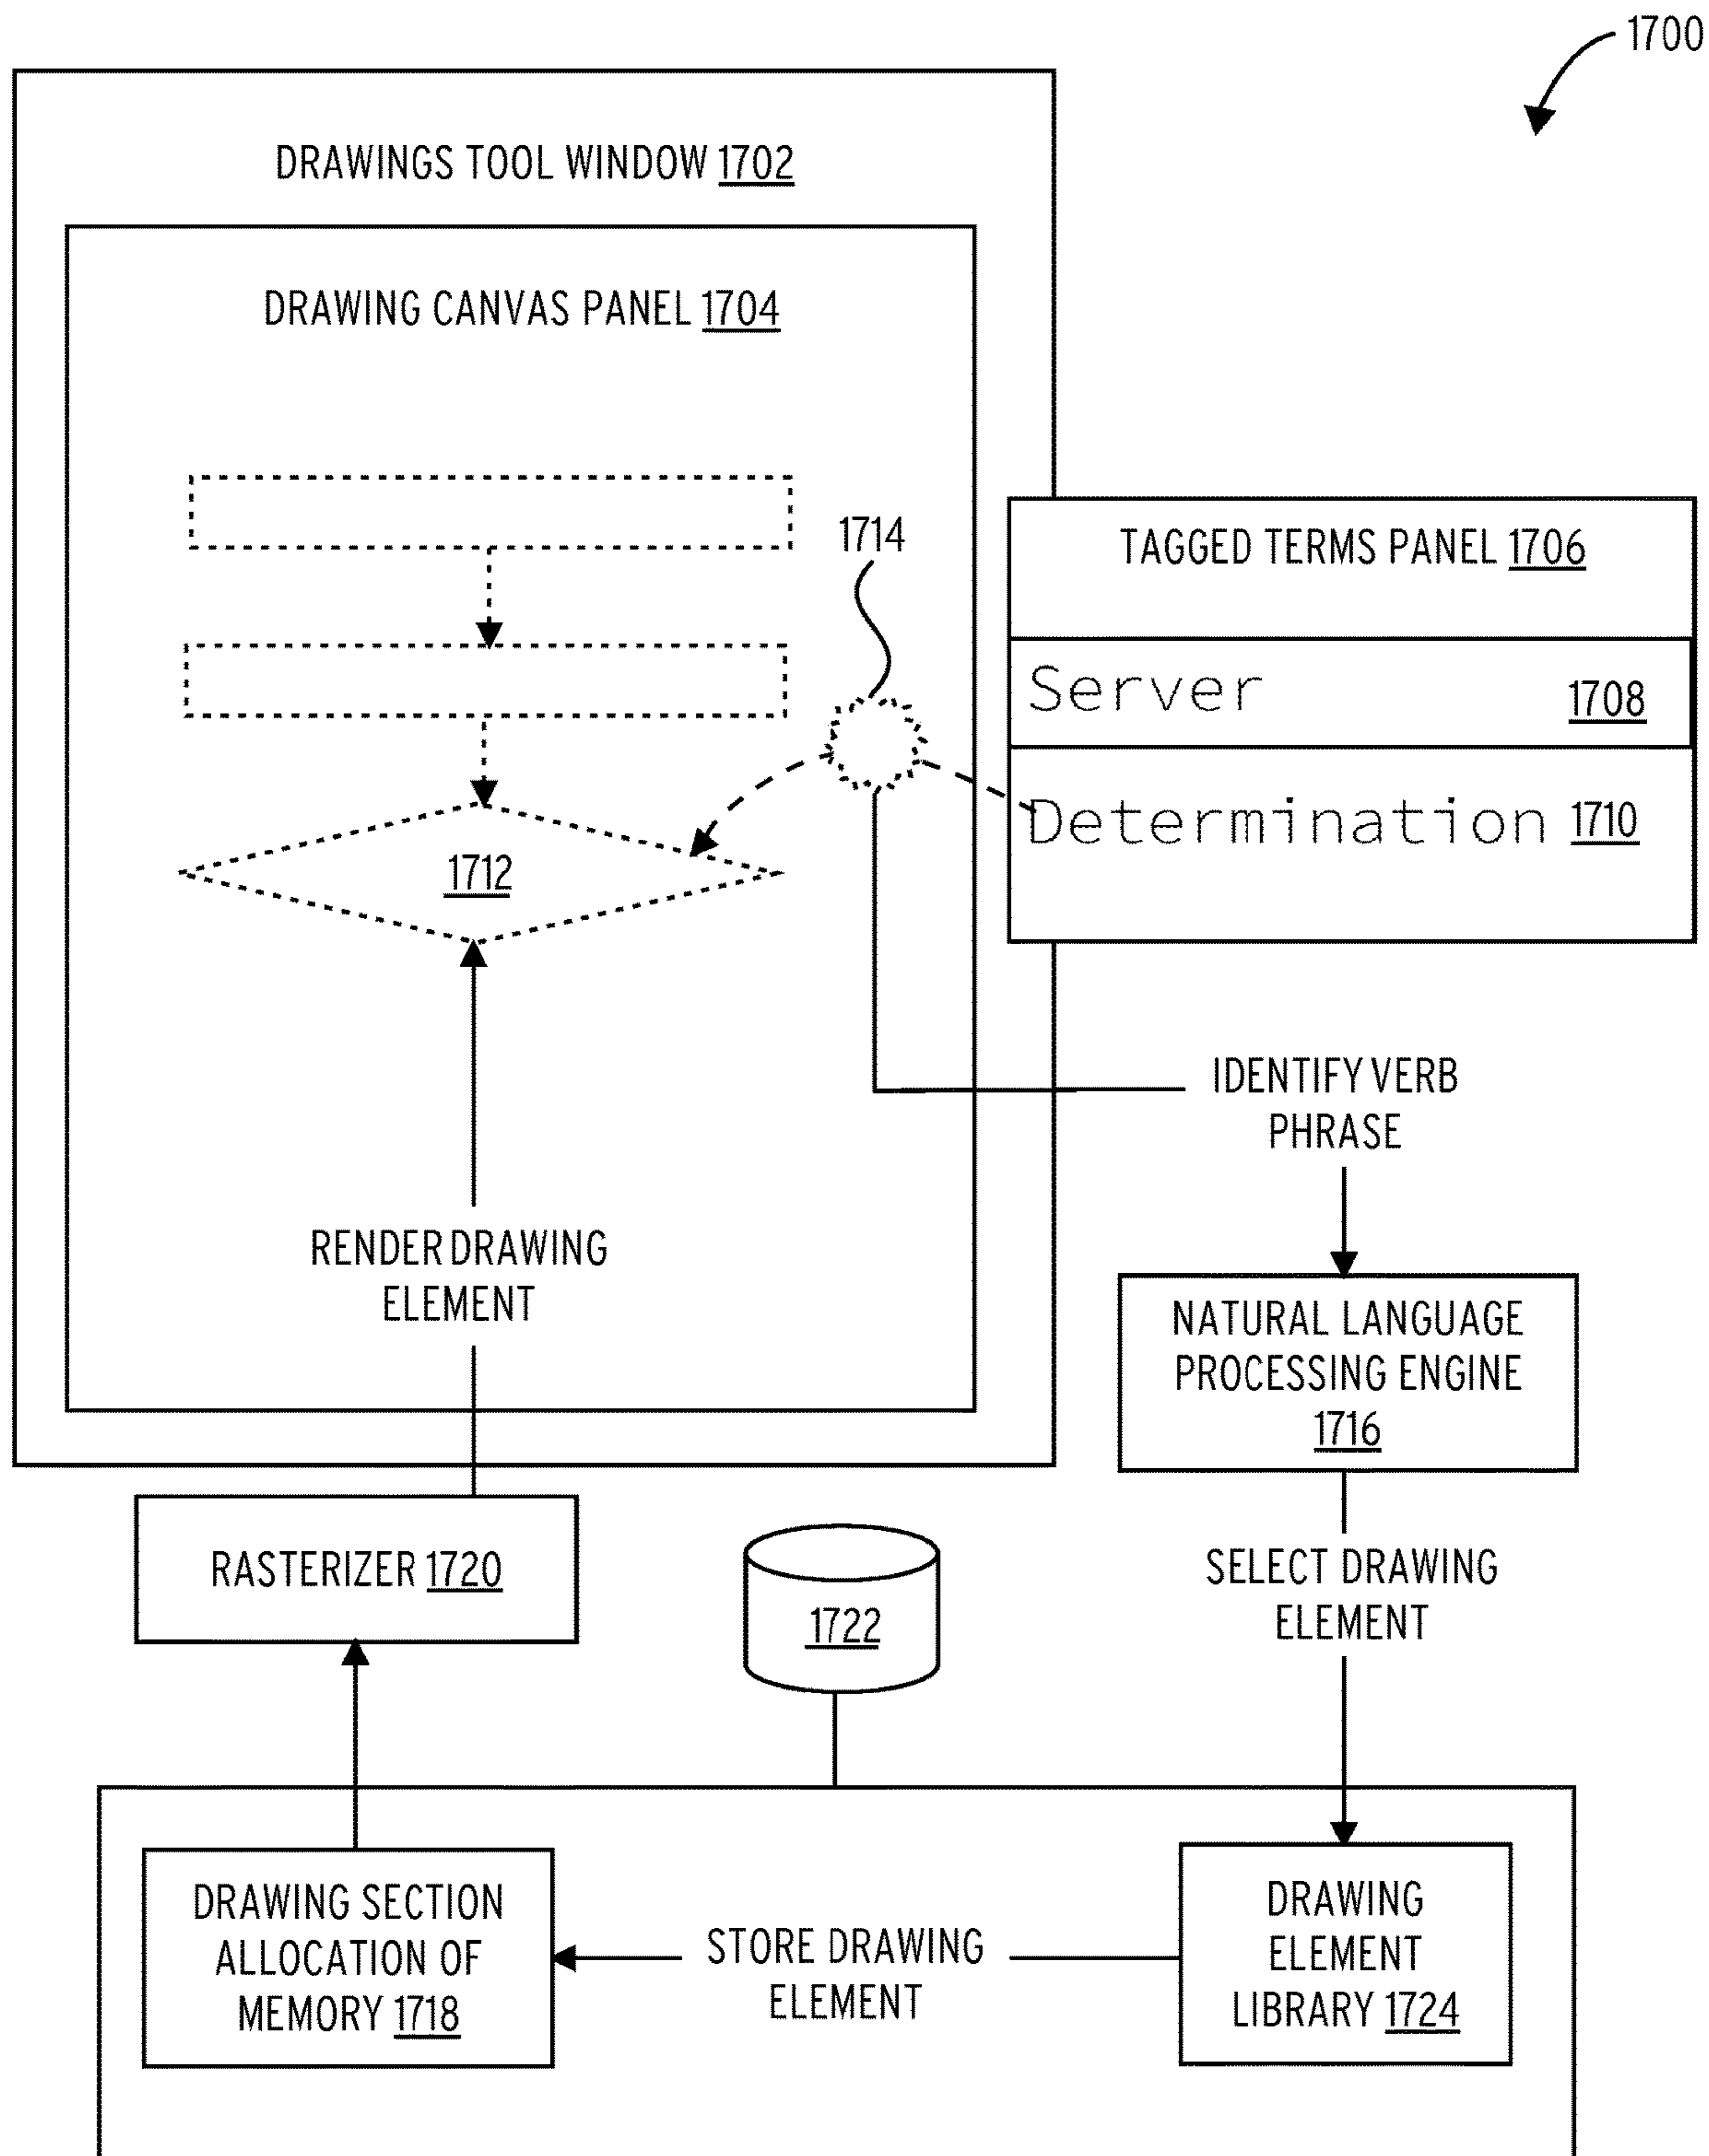 1700
DRAWINGS TOOL WINDOW 1702
DRAWING CANVAS PANEL 1704
1714
TAGGED TERMS PANEL 1706
Server 1708
Determination 1710
1712
IDENTIFY VERB
PHRASE
RENDER DRAWING
ELEMENT
NATURAL LANGUAGE
PROCESSING ENGINE
1716
RASTERIZER 1720
1722
SELECT DRAWING
ELEMENT
DRAWING SECTION
ALLOCATION OF
MEMORY 1718
STORE DRAWING
ELEMENT
DRAWING
ELEMENT
LIBRARY 1724